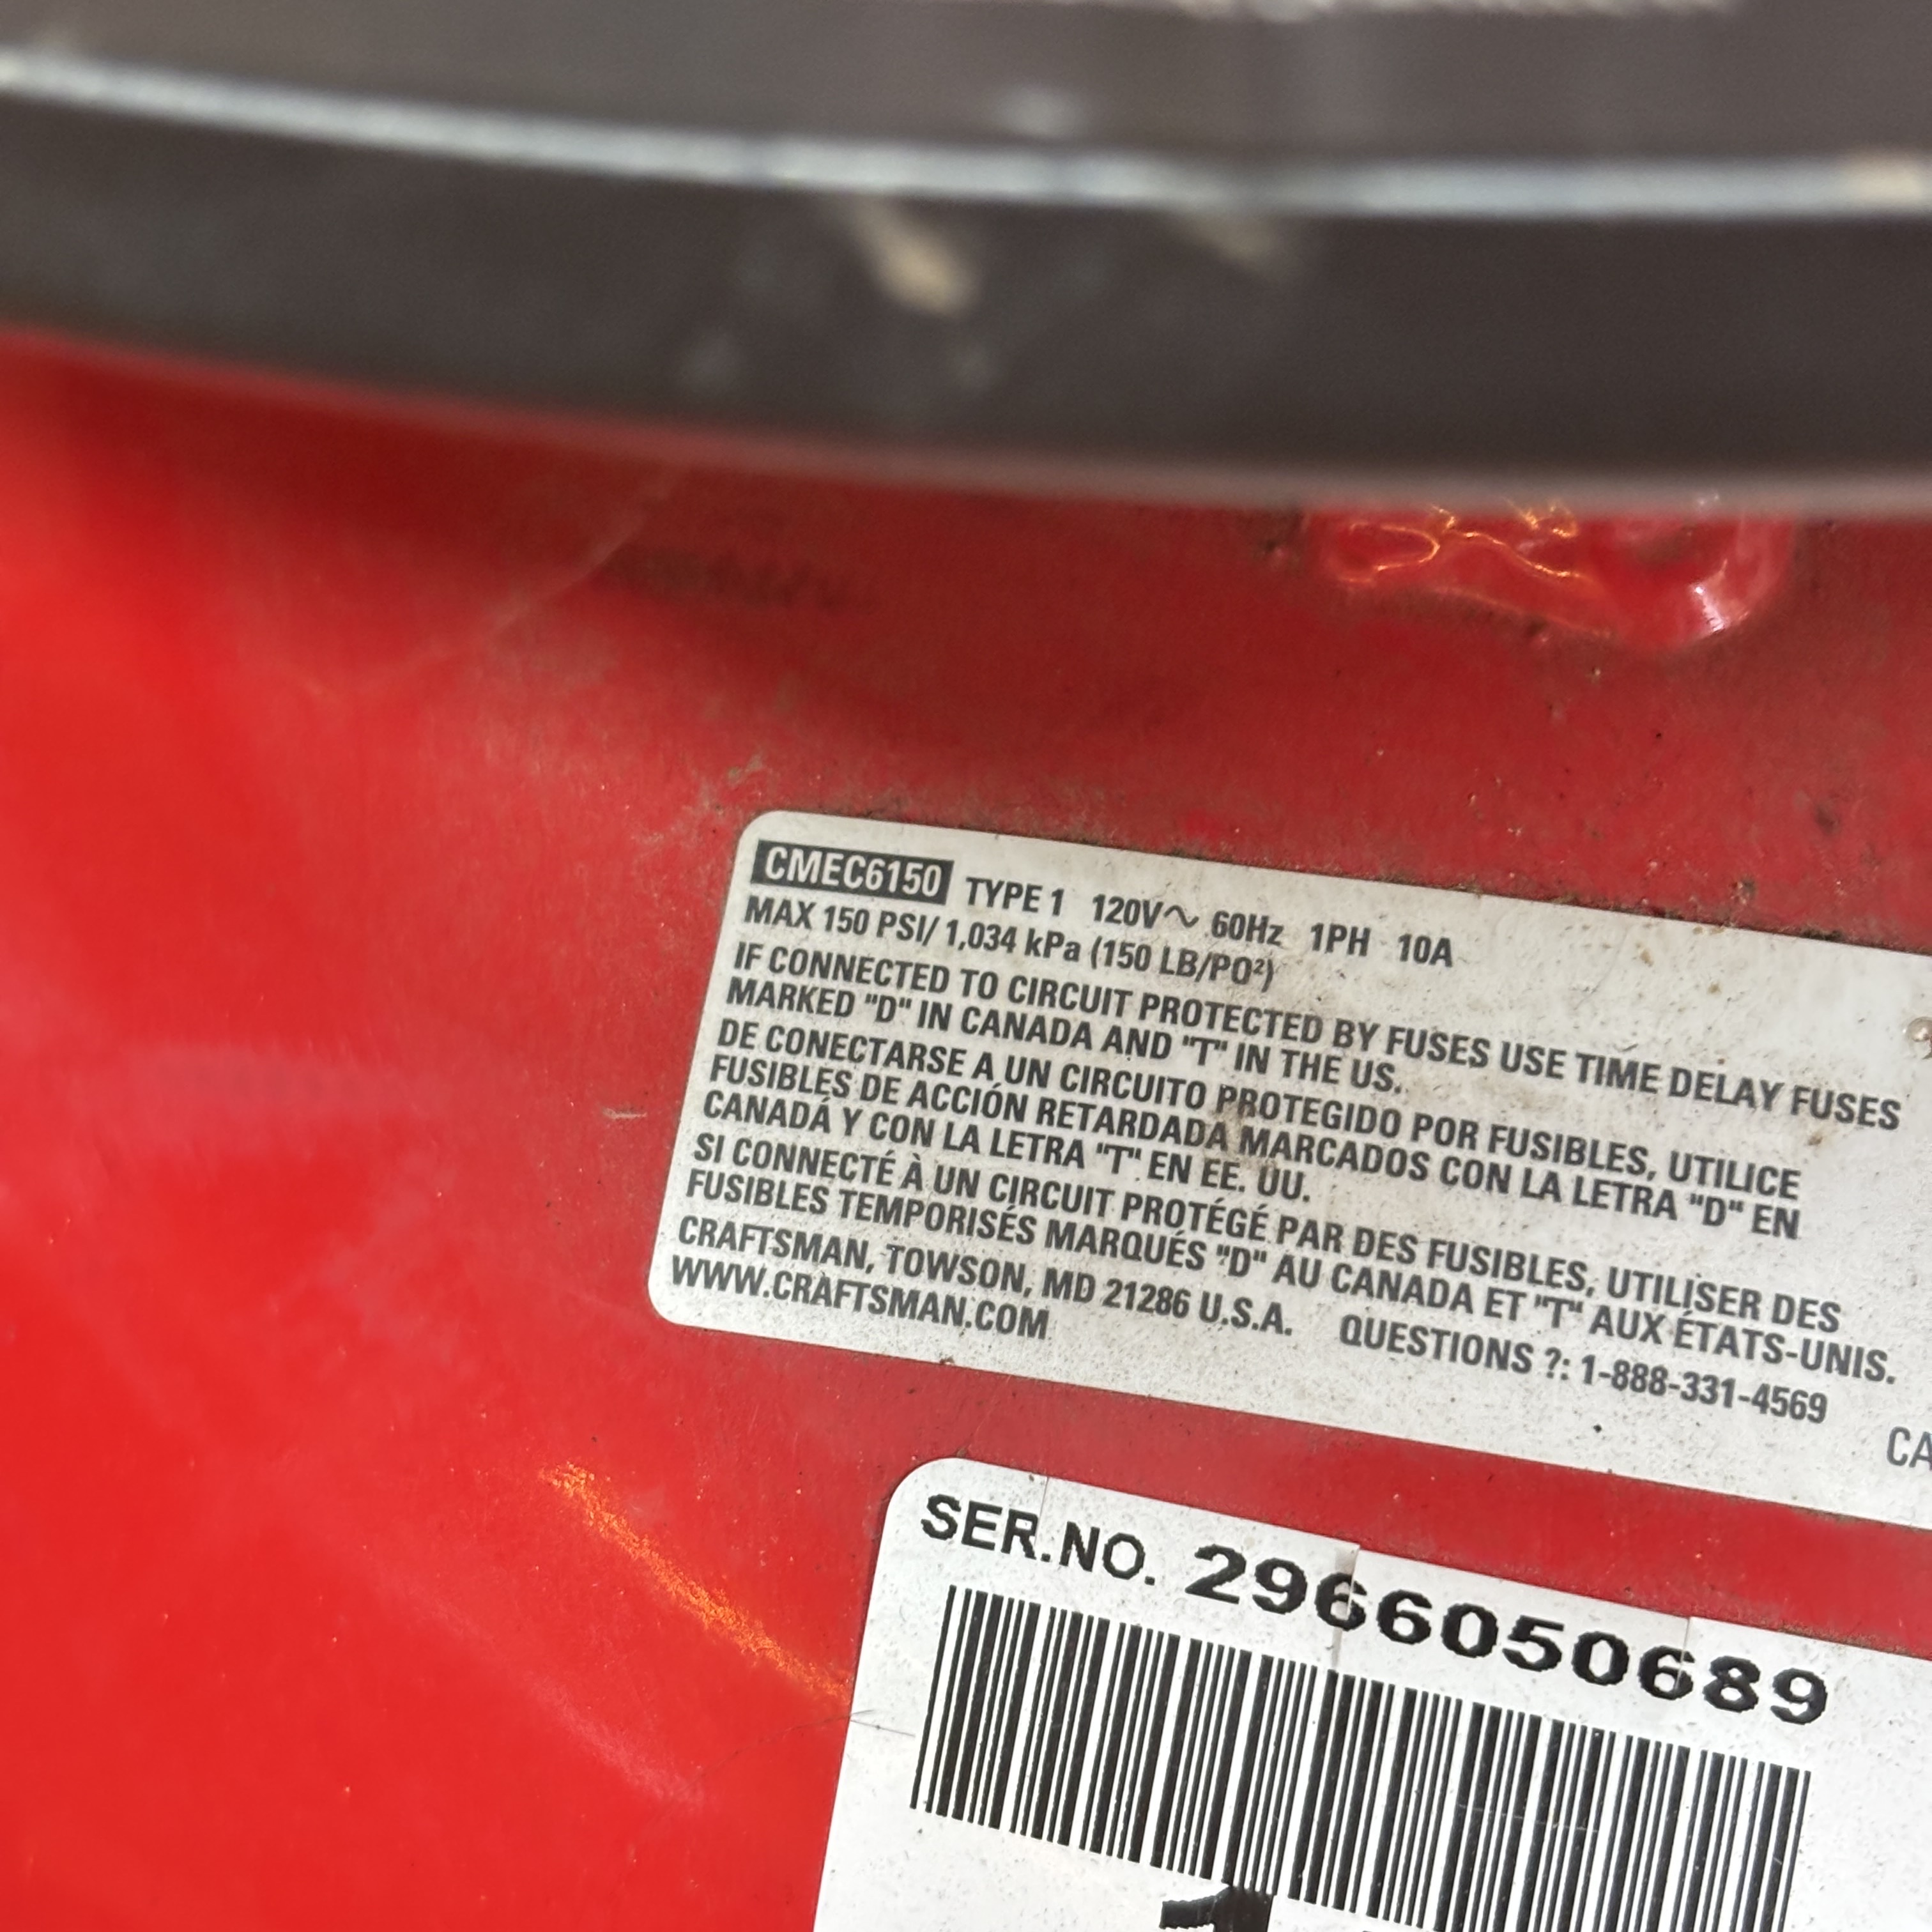 CMEC6150 TYPE 1 120V~ 60Hz 1PH 10A
MAX 150 PSI/ 1,034 kPa (150 LB/PO²)
IF CONNECTED TO CIRCUIT PROTECTED BY FUSES USE TIME DELAY FUSES
MARKED "D" IN CANADA AND "T" IN THE US.
DE CONECTARSE A UN CIRCUITO PROTEGIDO POR FUSIBLES, UTILICE
FUSIBLES DE ACCIÓN RETARDADA MARCADOS CON LA LETRA "D" EN
CANADÁ Y CON LA LETRA "T" EN EE. UU.
SI CONNECTÉ À UN CIRCUIT PROTÉGÉ PAR DES FUSIBLES, UTILISER DES
FUSIBLES TEMPORISÉS MARQUÉS "D" AU CANADA ET "T" AUX ÉTATS-UNIS.
CRAFTSMAN, TOWSON, MD 21286 U.S.A. QUESTIONS ?: 1-888-331-4569
WWW.CRAFTSMAN.COM
CA
SER.NO. 2966050689